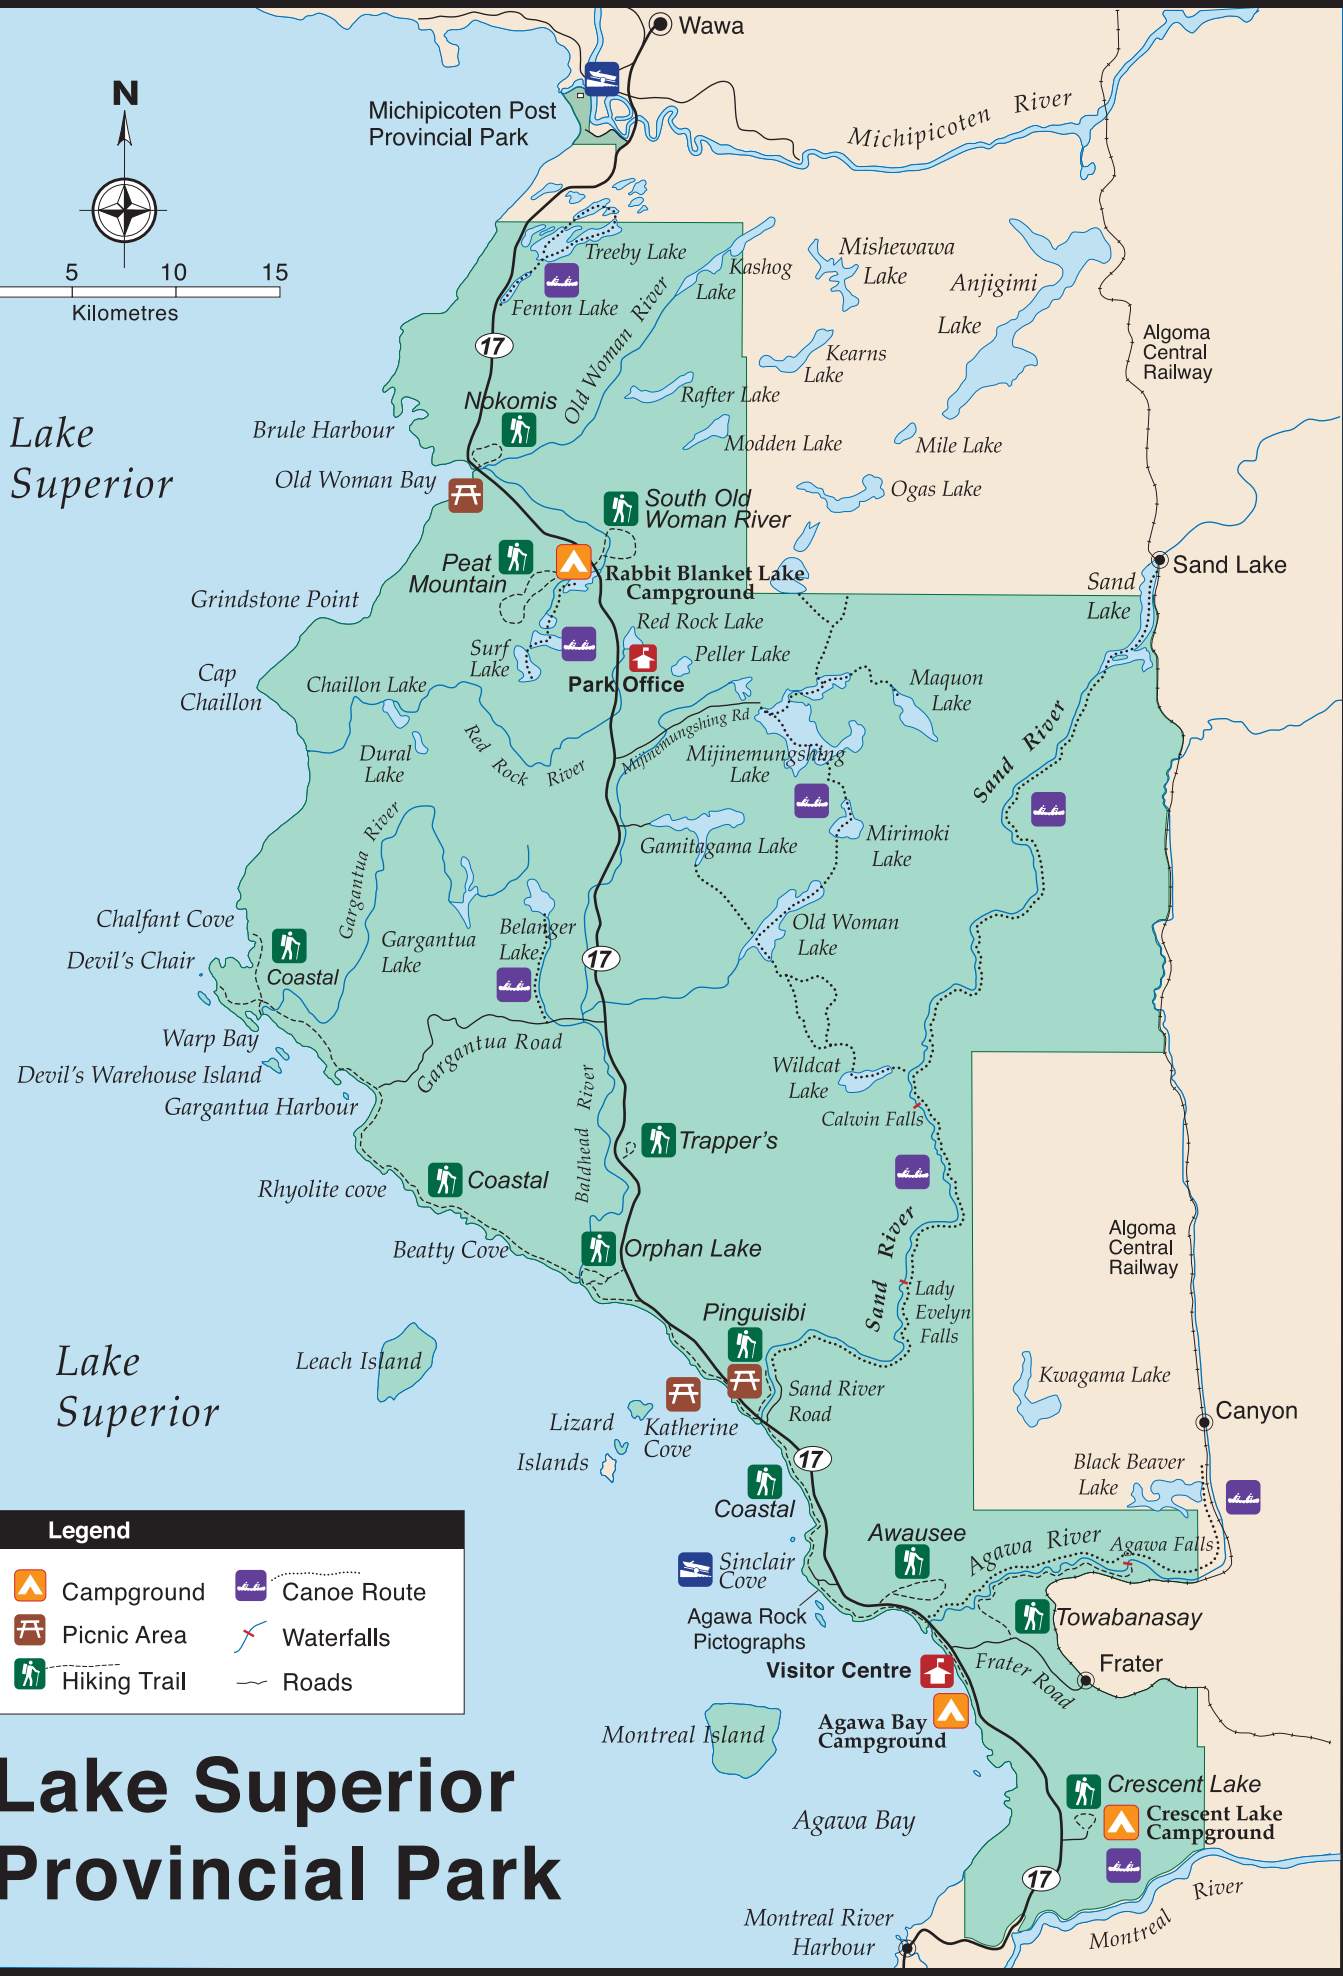 Wawa
N
Michipicoten Post
Provincial Park
Michipicoten River
5 10 15
Kilometres
Treeby Lake
Kashog
Lake
Mishewawa
Lake
Anjigimi
Lake
Fenton Lake
Old Woman River
17
Algoma
Central
Railway
Kearns
Lake
Rafter Lake
Nokomis
Lake
Superior
Brule Harbour
Modden Lake
Mile Lake
Old Woman Bay
Ogas Lake
South Old
Woman River
Peat
Mountain
Rabbit Blanket Lake
Campground
Sand Lake
Sand
Lake
Grindstone Point
Red Rock Lake
Surf
Lake
Peller Lake
Park Office
Cap
Chaillon
Chaillon Lake
Maquon
Lake
Mijinemungshing Rd
Red Rock River
Dural
Lake
Mijinemungshing
Lake
Sand River
Gargantua River
Gamitagama Lake
Mirimoki
Lake
Chalfant Cove
Devil's Chair
Coastal
Gargantua
Lake
Belanger
Lake
17
Old Woman
Lake
Warp Bay
Devil's Warehouse Island
Gargantua Harbour
Gargantua Road
Wildcat
Lake
Calwin Falls
Baldhead River
Trapper's
Rhyolite cove
Coastal
Beatty Cove
Orphan Lake
Sand River
Algoma
Central
Railway
Lady
Evelyn
Falls
Pinguisibi
Lake
Superior
Leach Island
Sand River
Road
Kwagama Lake
Lizard
Islands
Katherine
Cove
Canyon
17
Black Beaver
Lake
Coastal
Awausee
Agawa River
Agawa Falls
Sinclair
Cove
Agawa Rock
Pictographs
Towabanasay
Visitor Centre
Frater Road
Frater
Montreal Island
Agawa Bay
Campground
Crescent Lake
Crescent Lake
Campground
Agawa Bay
17
Montreal River
Montreal River
Harbour
Legend
Campground
Canoe Route
Picnic Area
Waterfalls
Hiking Trail
Roads
Lake Superior
Provincial Park